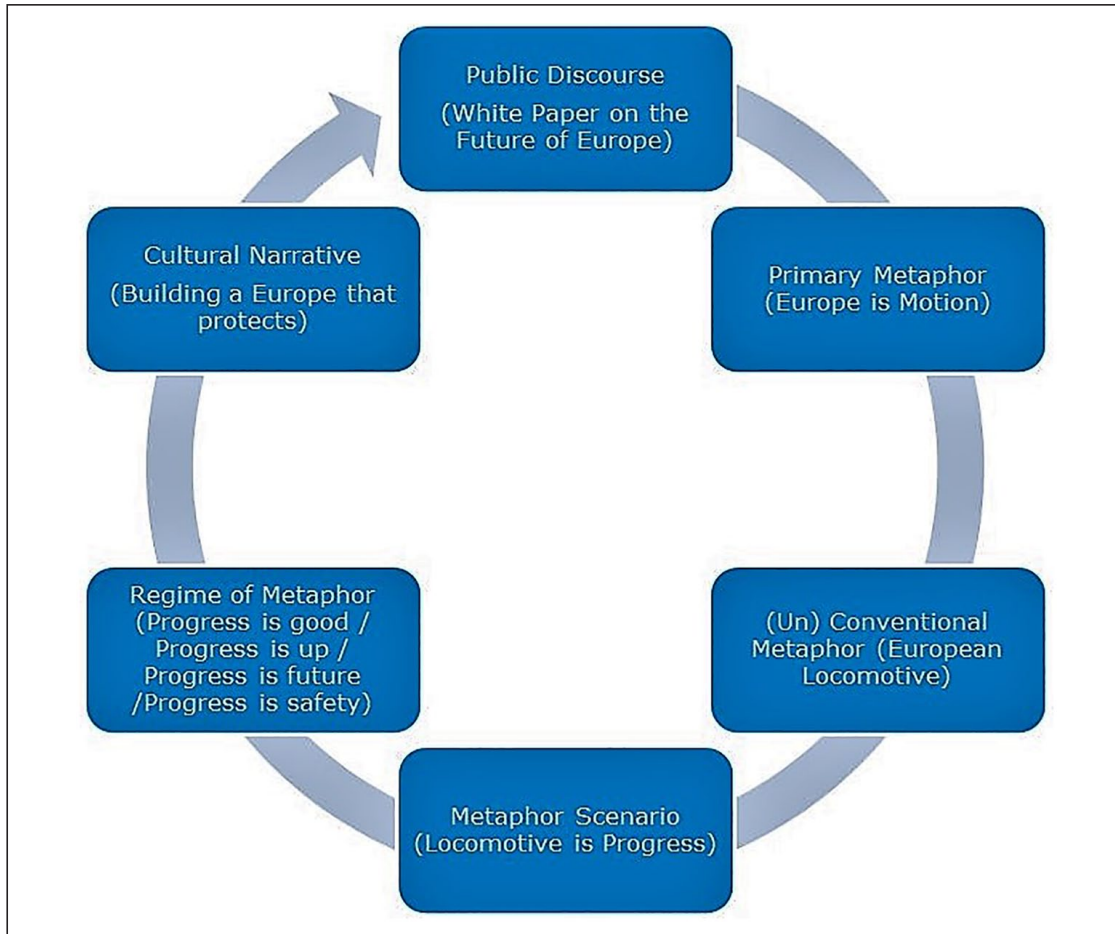 Public Discourse
(White Paper on the
Future of Europe)
Primary Metaphor
(Europe is Motion)
(Un) Conventional
Metaphor (European
Locomotive)
Metaphor Scenario
(Locomotive is Progress)
Regime of Metaphor
(Progress is good /
Progress is up /
Progress is future
/Progress is safety)
Cultural Narrative
(Building a Europe that
protects)